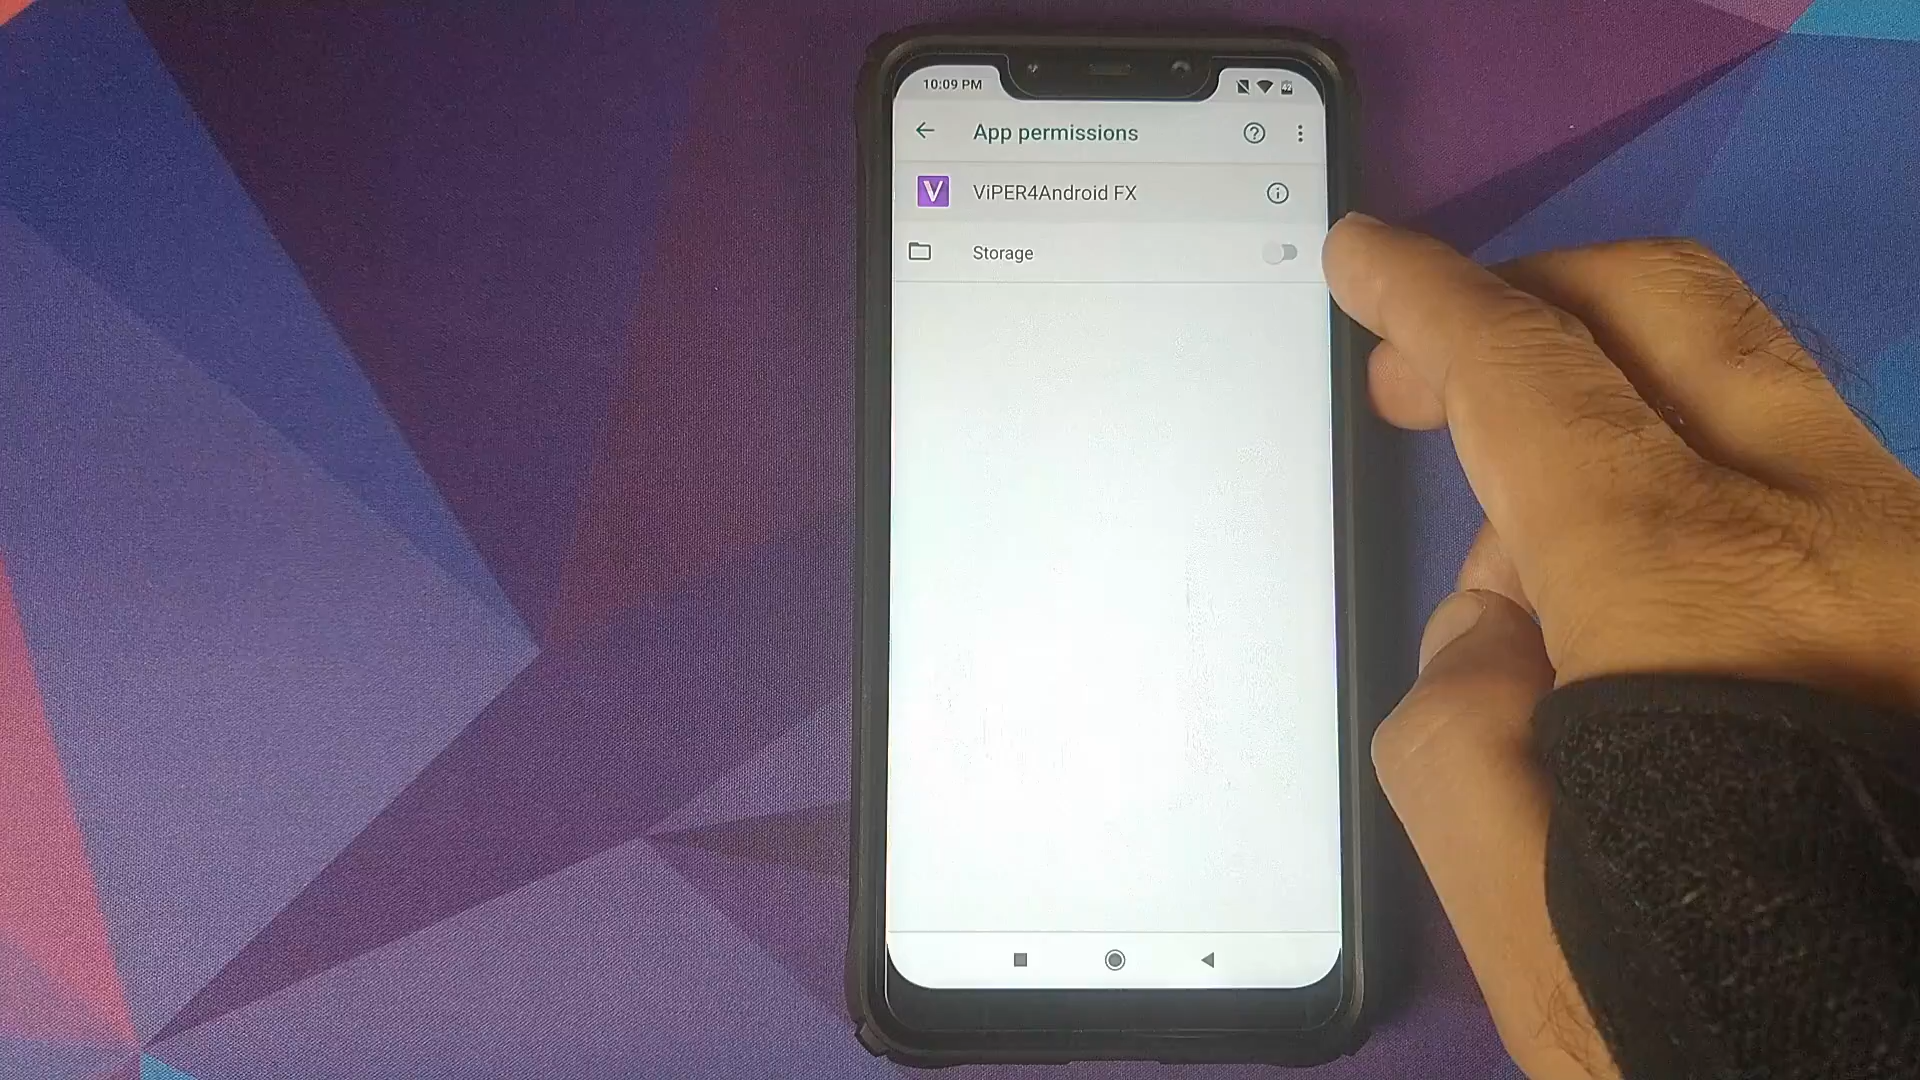 10:09 PM
App permissions
V
ViPER4Android FX
Storage